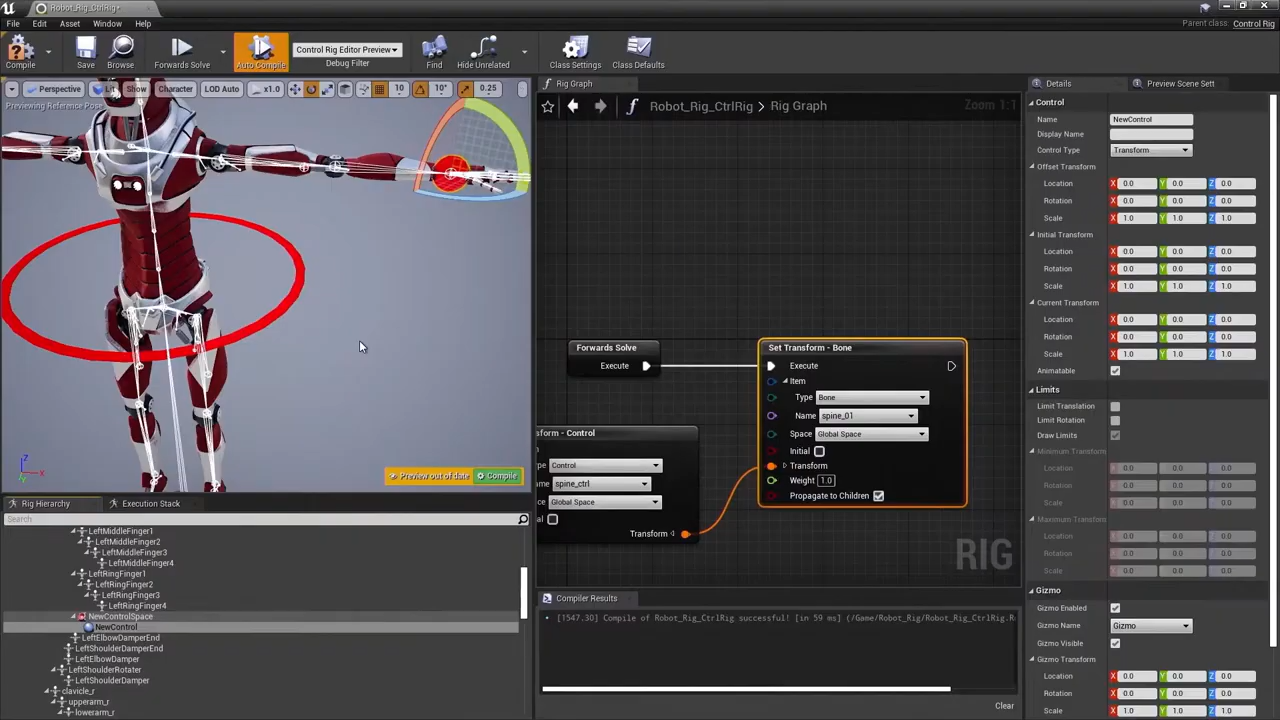 Robot_Rig_CtrlRig*
File Edit Asset Window Help
Parent class: Control Rig
Compile
Save
Browse
Forwards Solve
Auto Compile
Control Rig Editor Preview
Debug Filter
Find
Hide Unrelated
Class Settings
Class Defaults
Perspective
Lit
Show
Character
LOD Auto
x1.0
10
10°
0.25
Previewing Reference Pose
Preview out of date
Compile
Rig Graph
Robot_Rig_CtrlRig > Rig Graph
Zoom 1:1
Forwards Solve
Execute
Set Transform - Bone
Execute
Item
Type Bone
Name spine_01
Space Global Space
Initial
Transform
Weight 1.0
Propagate to Children
sform - Control
Control
spine_ctrl
Global Space
Transform
RIG
Rig Hierarchy
Execution Stack
Search
LeftMiddleFinger1
LeftMiddleFinger2
LeftMiddleFinger3
LeftMiddleFinger4
LeftRingFinger1
LeftRingFinger2
LeftRingFinger3
LeftRingFinger4
NewControlSpace
NewControl
LeftElbowDamperEnd
LeftShoulderDamperEnd
LeftElbowDamper
LeftShoulderRotater
LeftShoulderDamper
clavicle_r
upperarm_r
lowerarm_r
Compiler Results
[1547.30] Compile of Robot_Rig_CtrlRig successful! [in 59 ms] (/Game/Robot_Rig/Robot_Rig_CtrlRig.R
Clear
Details
Preview Scene Sett
Control
Name NewControl
Display Name
Control Type Transform
Offset Transform
Location X 0.0 Y 0.0 Z 0.0
Rotation X 0.0 Y 0.0 Z 0.0
Scale X 1.0 Y 1.0 Z 1.0
Initial Transform
Location X 0.0 Y 0.0 Z 0.0
Rotation X 0.0 Y 0.0 Z 0.0
Scale X 1.0 Y 1.0 Z 1.0
Current Transform
Location X 0.0 Y 0.0 Z 0.0
Rotation X 0.0 Y 0.0 Z 0.0
Scale X 1.0 Y 1.0 Z 1.0
Animatable
Limits
Limit Translation
Limit Rotation
Draw Limits
Minimum Transform
Location X 0.0 Y 0.0 Z 0.0
Rotation X 0.0 Y 0.0 Z 0.0
Scale
Maximum Transform
Location X 0.0 Y 0.0 Z 0.0
Rotation X 0.0 Y 0.0 Z 0.0
Scale
Gizmo
Gizmo Enabled
Gizmo Name Gizmo
Gizmo Visible
Gizmo Transform
Location X 0.0 Y 0.0 Z 0.0
Rotation X 0.0 Y 0.0 Z 0.0
Scale X 1.0 Y 1.0 Z 1.0